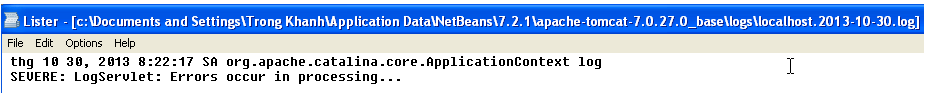 Lister - [c:\Documents and Settings\Trong Khanh\Application Data\NetBeans\7.2.1\apache-tomcat-7.0.27.0_base\logs\localhost.2013-10-30.log]
File Edit Options Help
thg 10 30, 2013 8:22:17 SA org.apache.catalina.core.ApplicationContext log
SEVERE: LogServlet: Errors occur in processing...